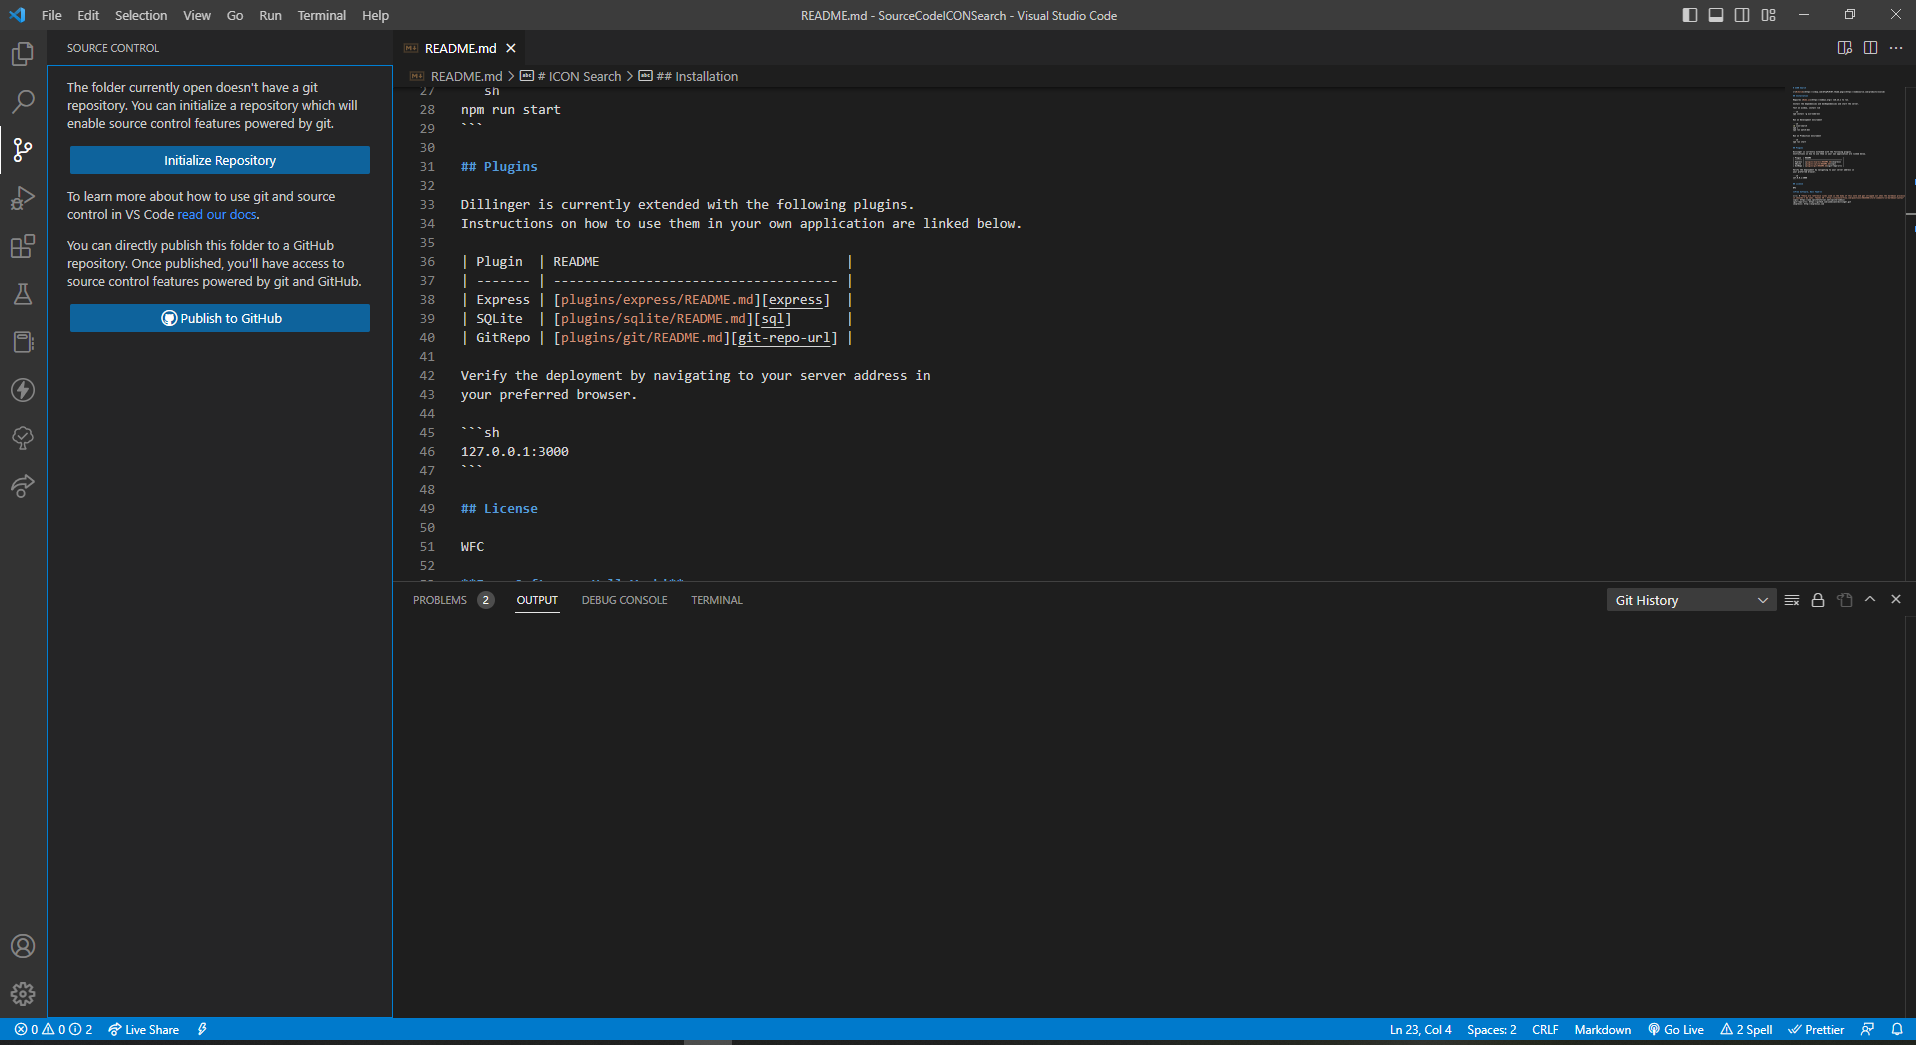 File Edit Selection View Go Run Terminal Help
README.md - SourceCodeICONSearch - Visual Studio Code
SOURCE CONTROL
The folder currently open doesn't have a git
repository. You can initialize a repository which will
enable source control features powered by git.
Initialize Repository
To learn more about how to use git and source
control in VS Code read our docs.
You can directly publish this folder to a GitHub
repository. Once published, you'll have access to
source control features powered by git and GitHub.
Publish to GitHub
README.md
README.md > # ICON Search > ## Installation
27 sh
28 npm run start
29 ```
30
31 ## Plugins
32
33 Dillinger is currently extended with the following plugins.
34 Instructions on how to use them in your own application are linked below.
35
36 | Plugin | README |
37 | ------- | ------------------------------------- |
38 | Express | [plugins/express/README.md][express] |
39 | SQLite | [plugins/sqlite/README.md][sql] |
40 | GitRepo | [plugins/git/README.md][git-repo-url] |
41
42 Verify the deployment by navigating to your server address in
43 your preferred browser.
44
45 ```sh
46 127.0.0.1:3000
47 ```
48
49 ## License
50
51 WFC
52
PROBLEMS 2 OUTPUT DEBUG CONSOLE TERMINAL
Git History
0 0 2 Live Share
Ln 23, Col 4 Spaces: 2 CRLF Markdown Go Live 2 Spell Prettier